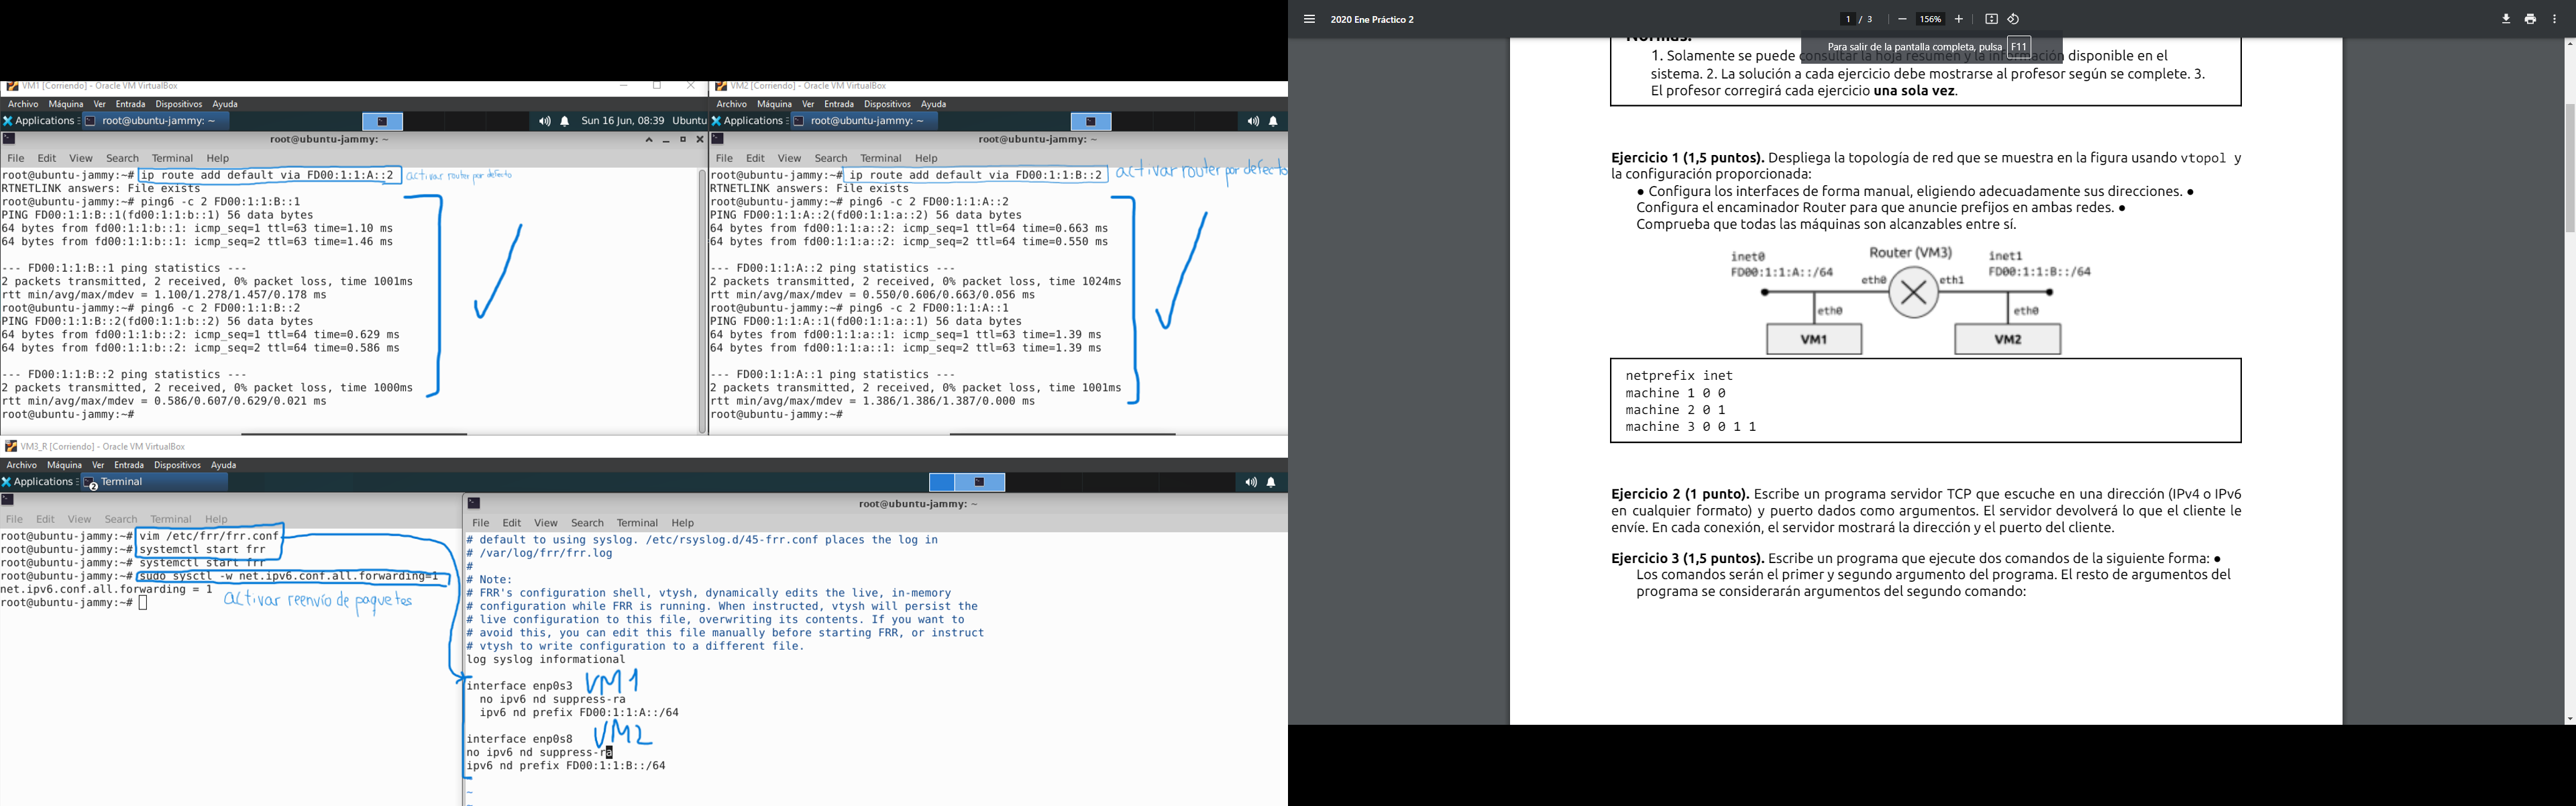 VM1 [Corriendo] - Oracle VM VirtualBox
Archivo Máquina Ver Entrada Dispositivos Ayuda
Applications root@ubuntu-jammy: ~ Sun 16 Jun, 08:39 Ubuntu
root@ubuntu-jammy: ~
File Edit View Search Terminal Help
root@ubuntu-jammy:~# ip route add default via FD00:1:1:A::2 activar router por defecto
RTNETLINK answers: File exists
root@ubuntu-jammy:~# ping6 -c 2 FD00:1:1:B::1
PING FD00:1:1:B::1(fd00:1:1:b::1) 56 data bytes
64 bytes from fd00:1:1:b::1: icmp_seq=1 ttl=63 time=1.10 ms
64 bytes from fd00:1:1:b::1: icmp_seq=2 ttl=63 time=1.46 ms
--- FD00:1:1:B::1 ping statistics ---
2 packets transmitted, 2 received, 0% packet loss, time 1001ms
rtt min/avg/max/mdev = 1.100/1.278/1.457/0.178 ms
root@ubuntu-jammy:~# ping6 -c 2 FD00:1:1:B::2
PING FD00:1:1:B::2(fd00:1:1:b::2) 56 data bytes
64 bytes from fd00:1:1:b::2: icmp_seq=1 ttl=64 time=0.629 ms
64 bytes from fd00:1:1:b::2: icmp_seq=2 ttl=64 time=0.586 ms
--- FD00:1:1:B::2 ping statistics ---
2 packets transmitted, 2 received, 0% packet loss, time 1000ms
rtt min/avg/max/mdev = 0.586/0.607/0.629/0.021 ms
root@ubuntu-jammy:~#
VM2 [Corriendo] - Oracle VM VirtualBox
Archivo Máquina Ver Entrada Dispositivos Ayuda
Applications root@ubuntu-jammy: ~
root@ubuntu-jammy: ~
File Edit View Search Terminal Help
root@ubuntu-jammy:~# ip route add default via FD00:1:1:B::2 activar router por defecto
RTNETLINK answers: File exists
root@ubuntu-jammy:~# ping6 -c 2 FD00:1:1:A::2
PING FD00:1:1:A::2(fd00:1:1:a::2) 56 data bytes
64 bytes from fd00:1:1:a::2: icmp_seq=1 ttl=64 time=0.663 ms
64 bytes from fd00:1:1:a::2: icmp_seq=2 ttl=64 time=0.550 ms
--- FD00:1:1:A::2 ping statistics ---
2 packets transmitted, 2 received, 0% packet loss, time 1024ms
rtt min/avg/max/mdev = 0.550/0.606/0.663/0.056 ms
root@ubuntu-jammy:~# ping6 -c 2 FD00:1:1:A::1
PING FD00:1:1:A::1(fd00:1:1:a::1) 56 data bytes
64 bytes from fd00:1:1:a::1: icmp_seq=1 ttl=63 time=1.39 ms
64 bytes from fd00:1:1:a::1: icmp_seq=2 ttl=63 time=1.39 ms
--- FD00:1:1:A::1 ping statistics ---
2 packets transmitted, 2 received, 0% packet loss, time 1001ms
rtt min/avg/max/mdev = 1.386/1.386/1.387/0.000 ms
root@ubuntu-jammy:~#
VM3_R [Corriendo] - Oracle VM VirtualBox
Archivo Máquina Ver Entrada Dispositivos Ayuda
Applications 2 Terminal
File Edit View Search Terminal Help
root@ubuntu-jammy:~# vim /etc/frr/frr.conf
root@ubuntu-jammy:~# systemctl start frr
root@ubuntu-jammy:~# systemctl start frr
root@ubuntu-jammy:~# sudo sysctl -w net.ipv6.conf.all.forwarding=1
net.ipv6.conf.all.forwarding = 1
root@ubuntu-jammy:~#
activar reenvío de paquetes
root@ubuntu-jammy: ~
File Edit View Search Terminal Help
# default to using syslog. /etc/rsyslog.d/45-frr.conf places the log in
# /var/log/frr/frr.log
#
# Note:
# FRR's configuration shell, vtysh, dynamically edits the live, in-memory
# configuration while FRR is running. When instructed, vtysh will persist the
# live configuration to this file, overwriting its contents. If you want to
# avoid this, you can edit this file manually before starting FRR, or instruct
# vtysh to write configuration to a different file.
log syslog informational
interface enp0s3 VM1
no ipv6 nd suppress-ra
ipv6 nd prefix FD00:1:1:A::/64
interface enp0s8 VM2
no ipv6 nd suppress-ra
ipv6 nd prefix FD00:1:1:B::/64
~
~
2020 Ene Práctico 2 1 / 3 156%
Para salir de la pantalla completa, pulsa F11
Normas:
1. Solamente se puede consultar la hoja resumen y la información disponible en el
sistema. 2. La solución a cada ejercicio debe mostrarse al profesor según se complete. 3.
El profesor corregirá cada ejercicio una sola vez.
Ejercicio 1 (1,5 puntos). Despliega la topología de red que se muestra en la figura usando vtopol y
la configuración proporcionada:
● Configura los interfaces de forma manual, eligiendo adecuadamente sus direcciones. ●
Configura el encaminador Router para que anuncie prefijos en ambas redes. ●
Comprueba que todas las máquinas son alcanzables entre sí.
inet0 Router (VM3) inet1
FD00:1:1:A::/64 FD00:1:1:B::/64
eth0 eth1
eth0 eth0
VM1 VM2
netprefix inet
machine 1 0 0
machine 2 0 1
machine 3 0 0 1 1
Ejercicio 2 (1 punto). Escribe un programa servidor TCP que escuche en una dirección (IPv4 o IPv6
en cualquier formato) y puerto dados como argumentos. El servidor devolverá lo que el cliente le
envíe. En cada conexión, el servidor mostrará la dirección y el puerto del cliente.
Ejercicio 3 (1,5 puntos). Escribe un programa que ejecute dos comandos de la siguiente forma: ●
Los comandos serán el primer y segundo argumento del programa. El resto de argumentos del
programa se considerarán argumentos del segundo comando: